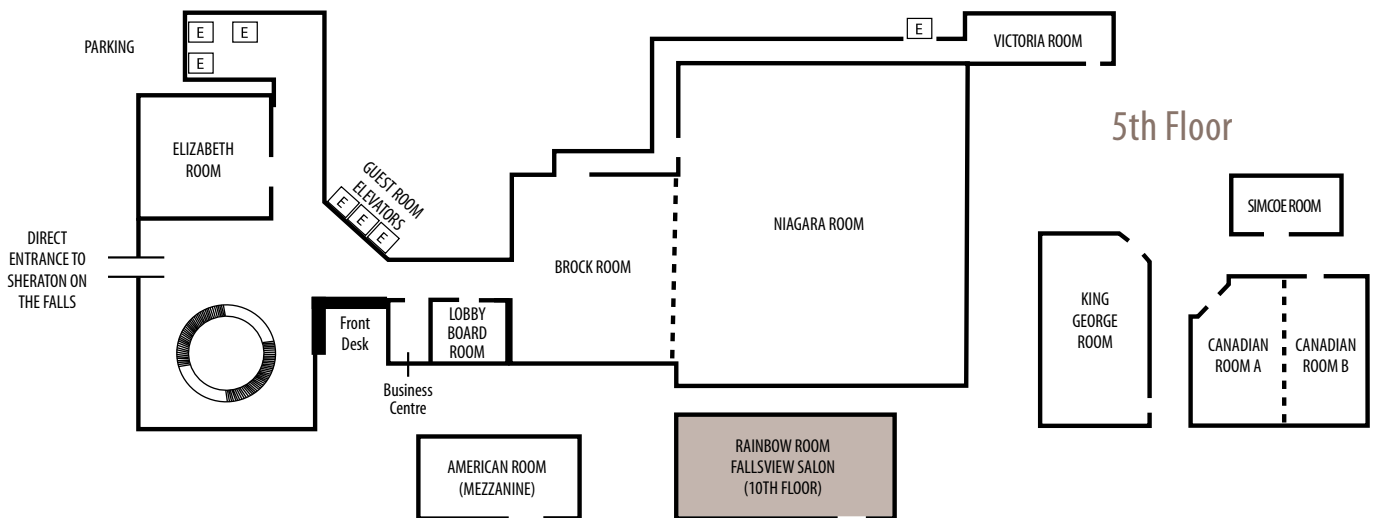 E
E
E
E
PARKING
VICTORIA ROOM
5th Floor
ELIZABETH
ROOM
GUEST ROOM
ELEVATORS
E
E
E
SIMCOE ROOM
NIAGARA ROOM
DIRECT
ENTRANCE TO
SHERATON ON
THE FALLS
BROCK ROOM
KING
GEORGE
ROOM
LOBBY
BOARD
ROOM
Front
Desk
CANADIAN
ROOM A
CANADIAN
ROOM B
Business
Centre
AMERICAN ROOM
(MEZZANINE)
RAINBOW ROOM
FALLSVIEW SALON
(10TH FLOOR)